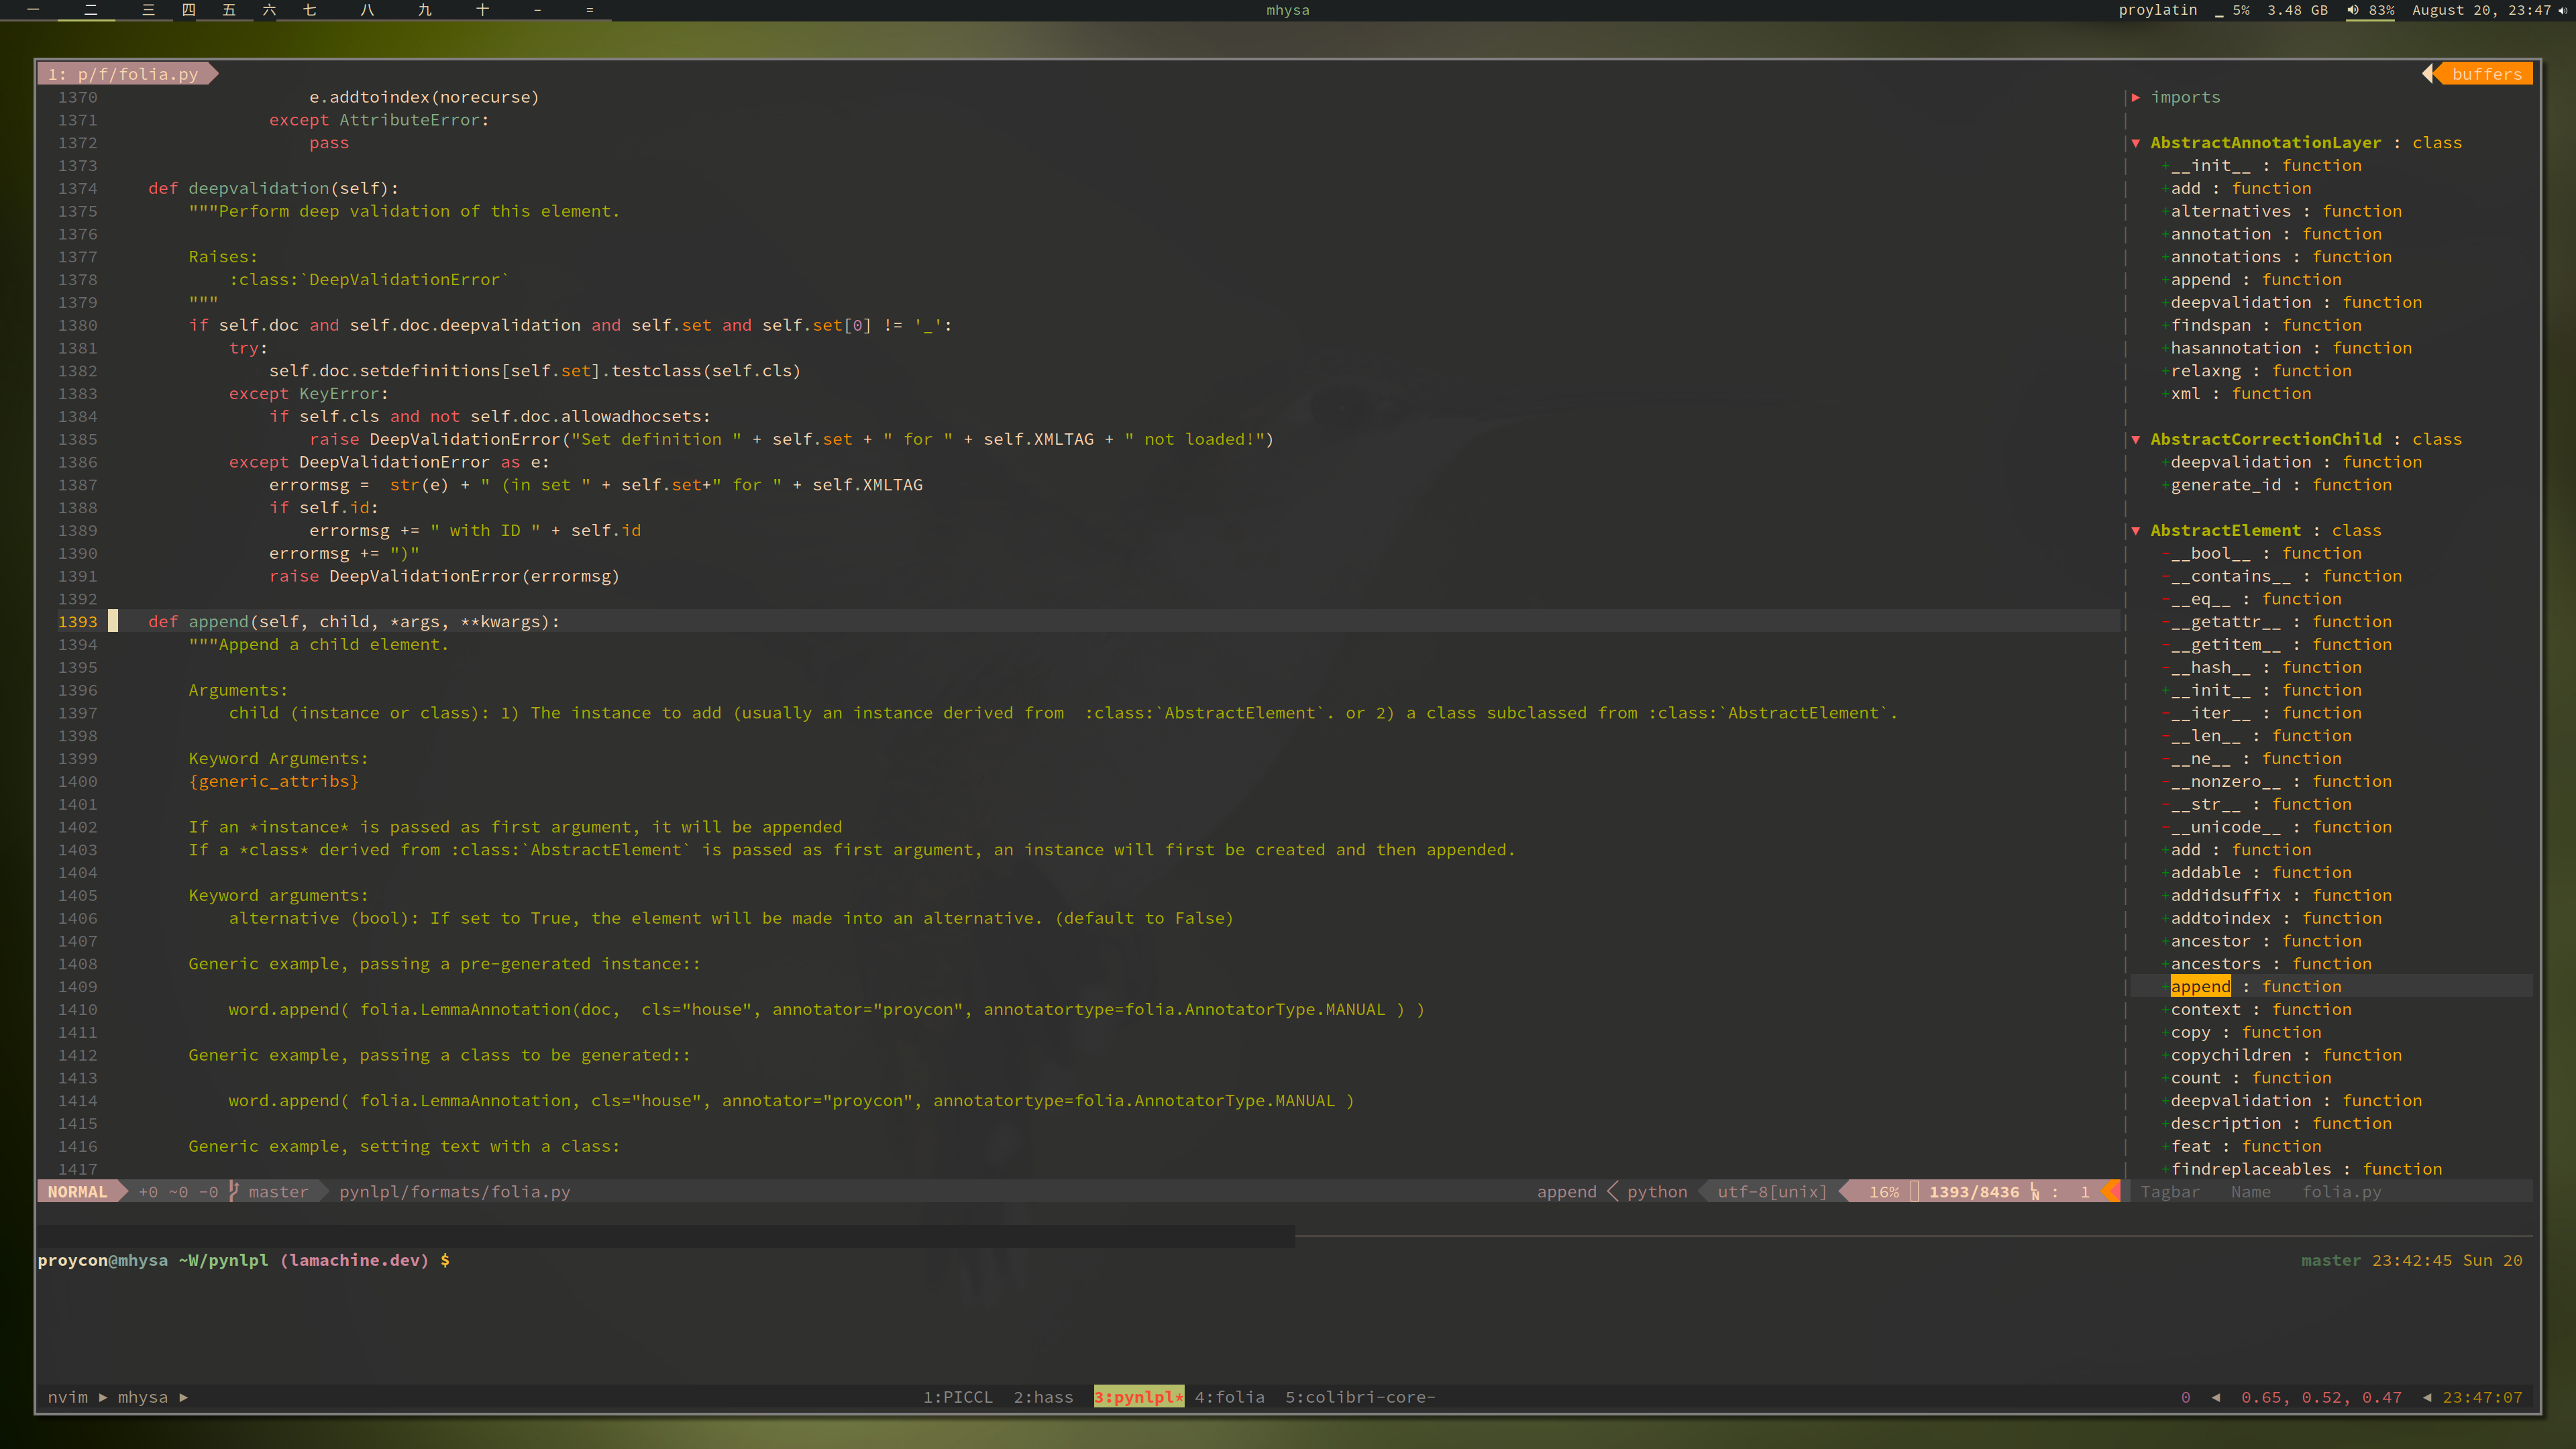 一 二 三 四 五 六 七 八 九 十 - = mhysa proylatin _ 5% 3.48 GB 83% August 20, 23:47
1: p/f/folia.py buffers
1370                     e.addtoindex(norecurse)
1371                 except AttributeError:
1372                     pass
1373
1374     def deepvalidation(self):
1375         """Perform deep validation of this element.
1376
1377         Raises:
1378             :class:`DeepValidationError`
1379         """
1380         if self.doc and self.doc.deepvalidation and self.set and self.set[0] != '_':
1381             try:
1382                 self.doc.setdefinitions[self.set].testclass(self.cls)
1383             except KeyError:
1384                 if self.cls and not self.doc.allowadhocsets:
1385                     raise DeepValidationError("Set definition " + self.set + " for " + self.XMLTAG + " not loaded!")
1386             except DeepValidationError as e:
1387                 errormsg =  str(e) + " (in set " + self.set+" for " + self.XMLTAG
1388                 if self.id:
1389                     errormsg += " with ID " + self.id
1390                 errormsg += ")"
1391                 raise DeepValidationError(errormsg)
1392
1393     def append(self, child, *args, **kwargs):
1394         """Append a child element.
1395
1396         Arguments:
1397             child (instance or class): 1) The instance to add (usually an instance derived from  :class:`AbstractElement`. or 2) a class subclassed from :class:`AbstractElement`.
1398
1399         Keyword Arguments:
1400         {generic_attribs}
1401
1402         If an *instance* is passed as first argument, it will be appended
1403         If a *class* derived from :class:`AbstractElement` is passed as first argument, an instance will first be created and then appended.
1404
1405         Keyword arguments:
1406             alternative (bool): If set to True, the element will be made into an alternative. (default to False)
1407
1408         Generic example, passing a pre-generated instance::
1409
1410             word.append( folia.LemmaAnnotation(doc,  cls="house", annotator="proycon", annotatortype=folia.AnnotatorType.MANUAL ) )
1411
1412         Generic example, passing a class to be generated::
1413
1414             word.append( folia.LemmaAnnotation, cls="house", annotator="proycon", annotatortype=folia.AnnotatorType.MANUAL )
1415
1416         Generic example, setting text with a class:
1417
▶ imports
▼ AbstractAnnotationLayer : class
+__init__ : function
+add : function
+alternatives : function
+annotation : function
+annotations : function
+append : function
+deepvalidation : function
+findspan : function
+hasannotation : function
+relaxng : function
+xml : function
▼ AbstractCorrectionChild : class
+deepvalidation : function
+generate_id : function
▼ AbstractElement : class
-__bool__ : function
-__contains__ : function
-__eq__ : function
-__getattr__ : function
-__getitem__ : function
-__hash__ : function
+__init__ : function
-__iter__ : function
-__len__ : function
-__ne__ : function
-__nonzero__ : function
-__str__ : function
-__unicode__ : function
+add : function
+addable : function
+addidsuffix : function
+addtoindex : function
+ancestor : function
+ancestors : function
+append : function
+context : function
+copy : function
+copychildren : function
+count : function
+deepvalidation : function
+description : function
+feat : function
+findreplaceables : function
NORMAL +0 ~0 -0 master pynlpl/formats/folia.py append python utf-8[unix] 16% 1393/8436 : 1 Tagbar Name folia.py
proycon@mhysa ~W/pynlpl (lamachine.dev) $ master 23:42:45 Sun 20
nvim ▶ mhysa ▶ 1:PICCL 2:hass 3:pynlpl* 4:folia 5:colibri-core- 0 ◀ 0.65, 0.52, 0.47 ◀ 23:47:07